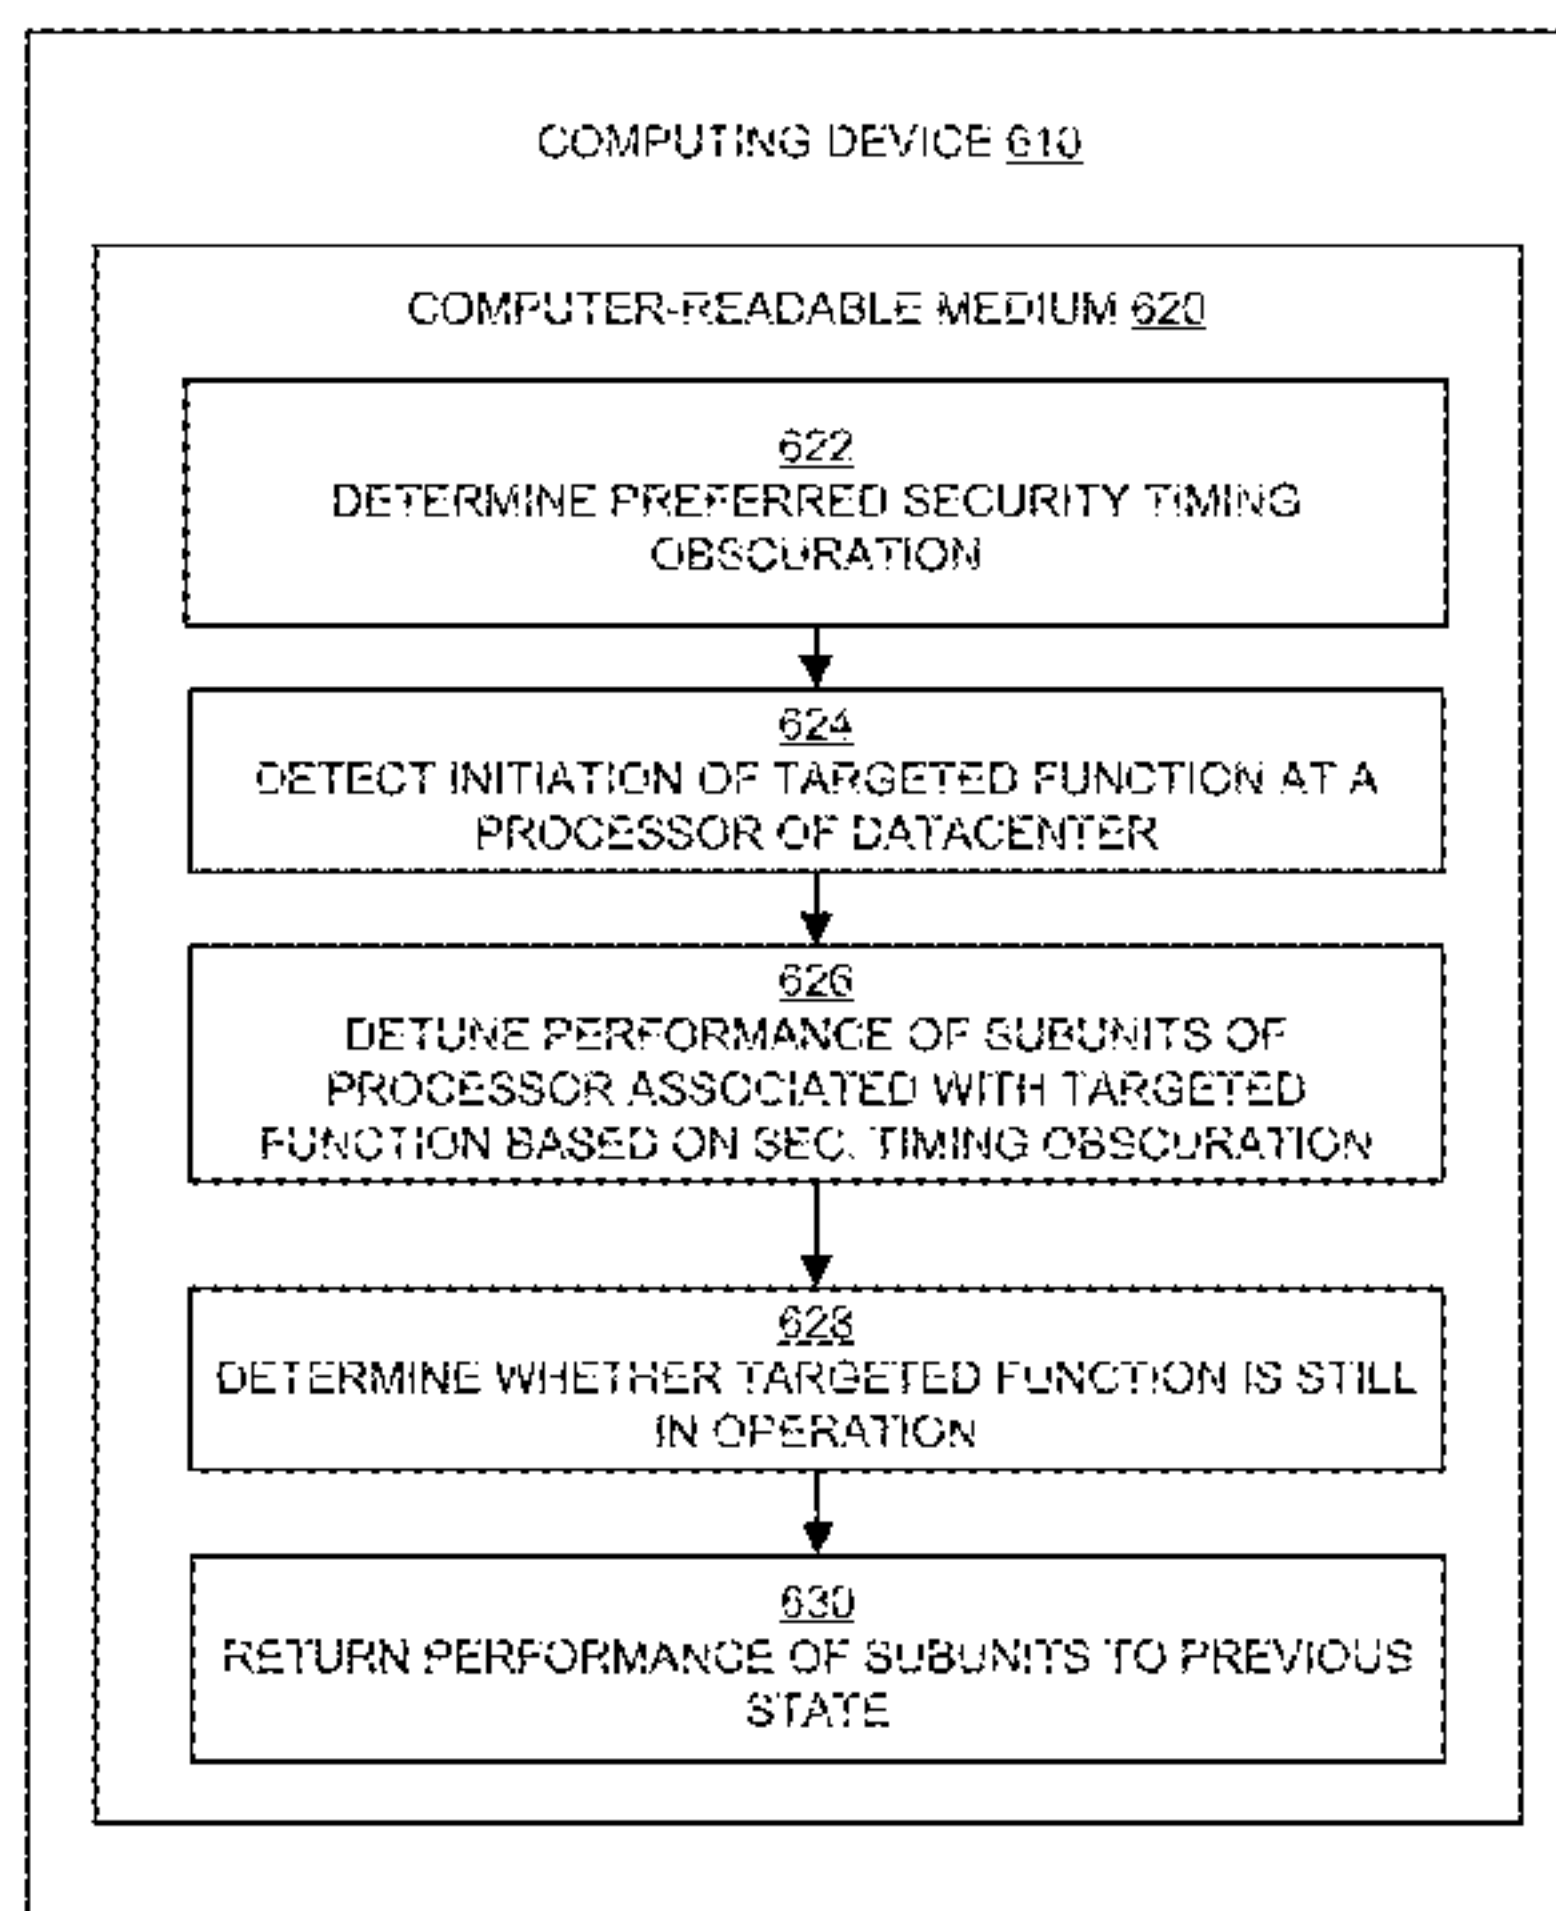 COMPUTING DEVICE 610
COMPUTER-READABLE MEDIUM 620
622
DETERMINE PREFERRED SECURITY TIMING
OBSCURATION
624
DETECT INITIATION OF TARGETED FUNCTION AT A
PROCESSOR OF DATACENTER
626
DETUNE PERFORMANCE OF SUBUNITS OF
PROCESSOR ASSOCIATED WITH TARGETED
FUNCTION BASED ON SEC. TIMING OBSCURATION
628
DETERMINE WHETHER TARGETED FUNCTION IS STILL
IN OPERATION
630
RETURN PERFORMANCE OF SUBUNITS TO PREVIOUS
STATE